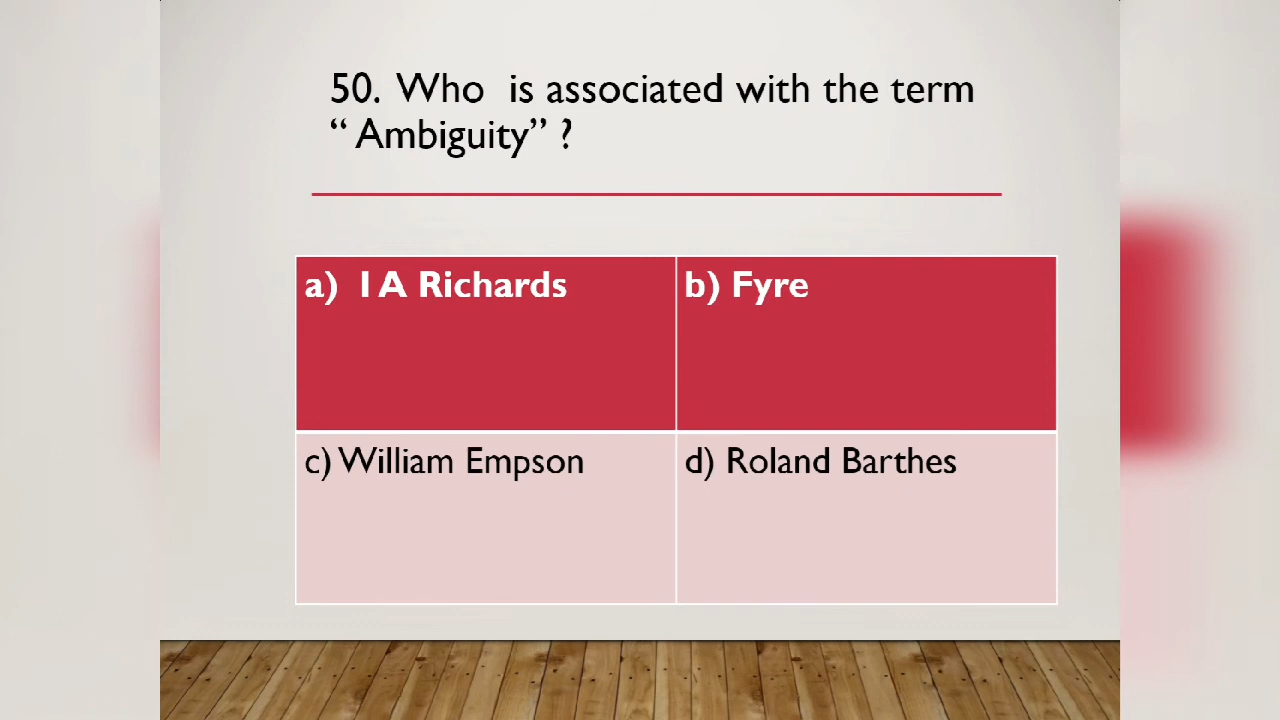 50. Who is associated with the term
“ Ambiguity” ?
a) I A Richards
b) Fyre
c) William Empson
d) Roland Barthes